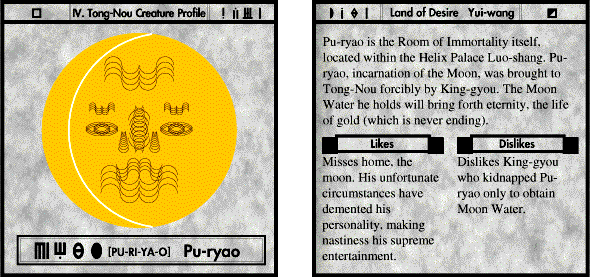 IV. Tong-Nou Creature Profile
[PU-RI-YA-O] Pu-ryao
Land of Desire Yui-wang
Pu-ryao is the Room of Immortality itself,
located within the Helix Palace Luo-shang. Pu-
ryao, incarnation of the Moon, was brought to
Tong-Nou forcibly by King-gyou. The Moon
Water he holds will bring forth eternity, the life
of gold (which is never ending).
Likes
Misses home, the
moon. His unfortunate
circumstances have
demented his
personality, making
nastiness his supreme
entertainment.
Dislikes
Dislikes King-gyou
who kidnapped Pu-
ryao only to obtain
Moon Water.